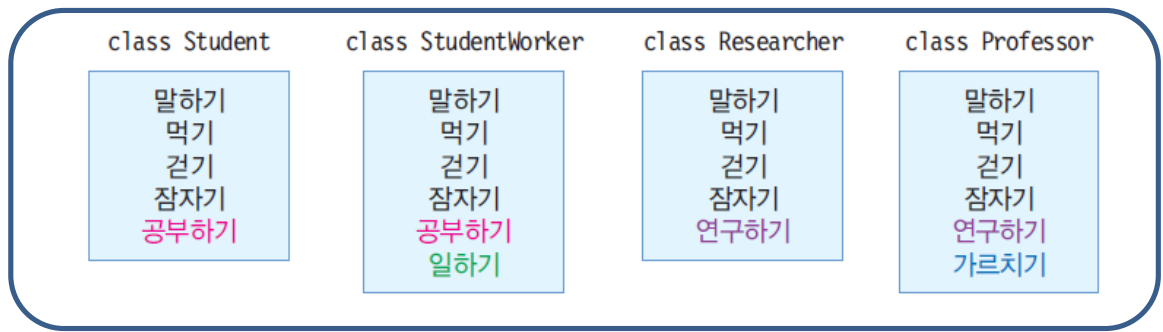 class Student
말하기
먹기
걷기
잠자기
공부하기
class StudentWorker
말하기
먹기
걷기
잠자기
공부하기
일하기
class Researcher
말하기
먹기
걷기
잠자기
연구하기
class Professor
말하기
먹기
걷기
잠자기
연구하기
가르치기